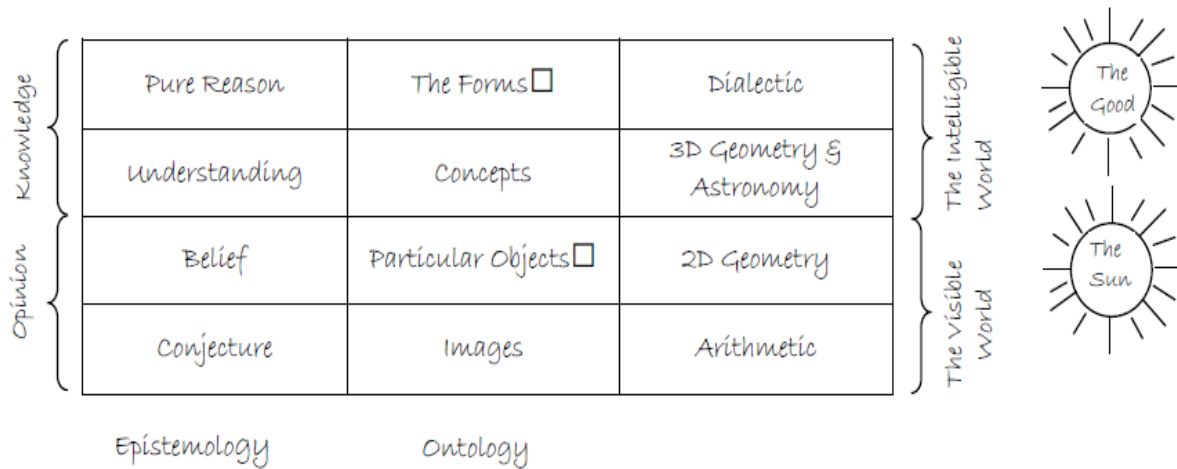 Knowledge
Opinion
Pure Reason
The Forms□
Dialectic
Understanding
Concepts
3D Geometry &
Astronomy
Belief
Particular Objects□
2D Geometry
Conjecture
Images
Arithmetic
Epistemology
Ontology
The Intelligible
World
The Visible
World
The
Good
The
Sun